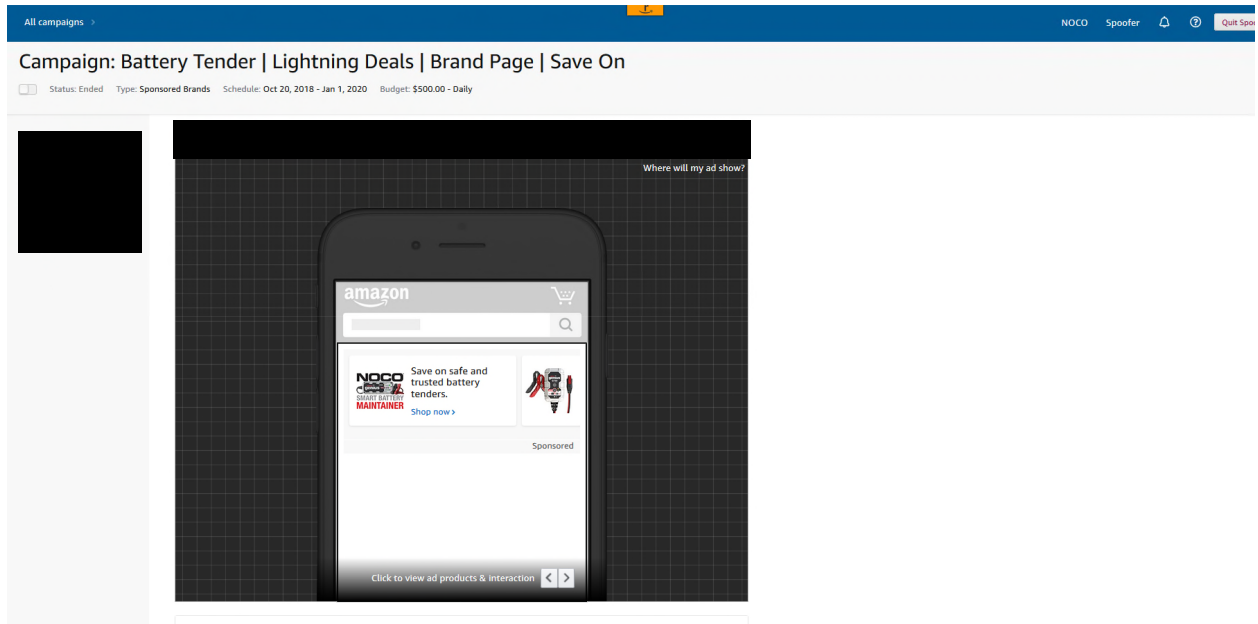 All campaigns >
NOCO Spoofer Quit Spoo
Campaign: Battery Tender | Lightning Deals | Brand Page | Save On
Status: Ended Type: Sponsored Brands Schedule: Oct 20, 2018 - Jan 1, 2020 Budget: $500.00 - Daily
Where will my ad show?
amazon
NOCO
SMART BATTERY
MAINTAINER
Save on safe and
trusted battery
tenders.
Shop now ›
Sponsored
Click to view ad products & interaction